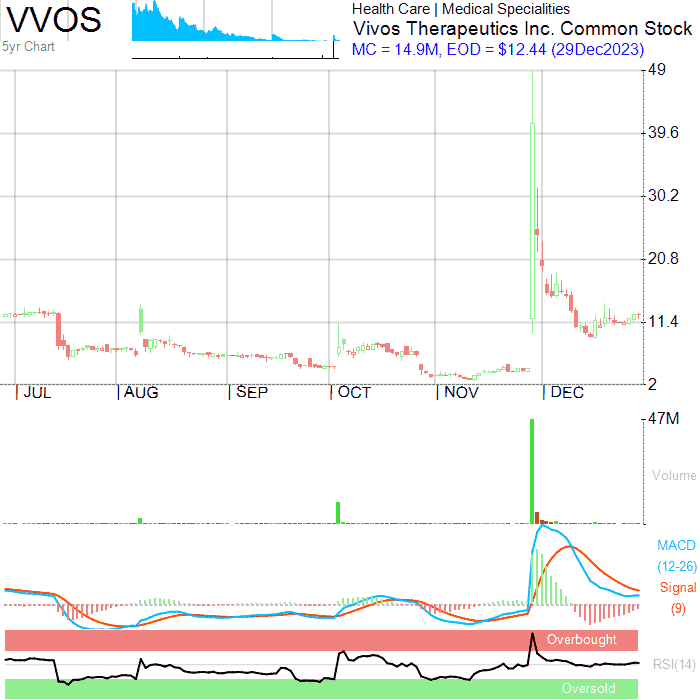 VVOS
5yr Chart
Health Care | Medical Specialities
Vivos Therapeutics Inc. Common Stock
MC = 14.9M, EOD = $12.44 (29Dec2023)
49
39.6
30.2
20.8
11.4
2
JUL AUG SEP OCT NOV DEC
47M
Volume
MACD
(12-26)
Signal
(9)
Overbought
RSI(14)
Oversold